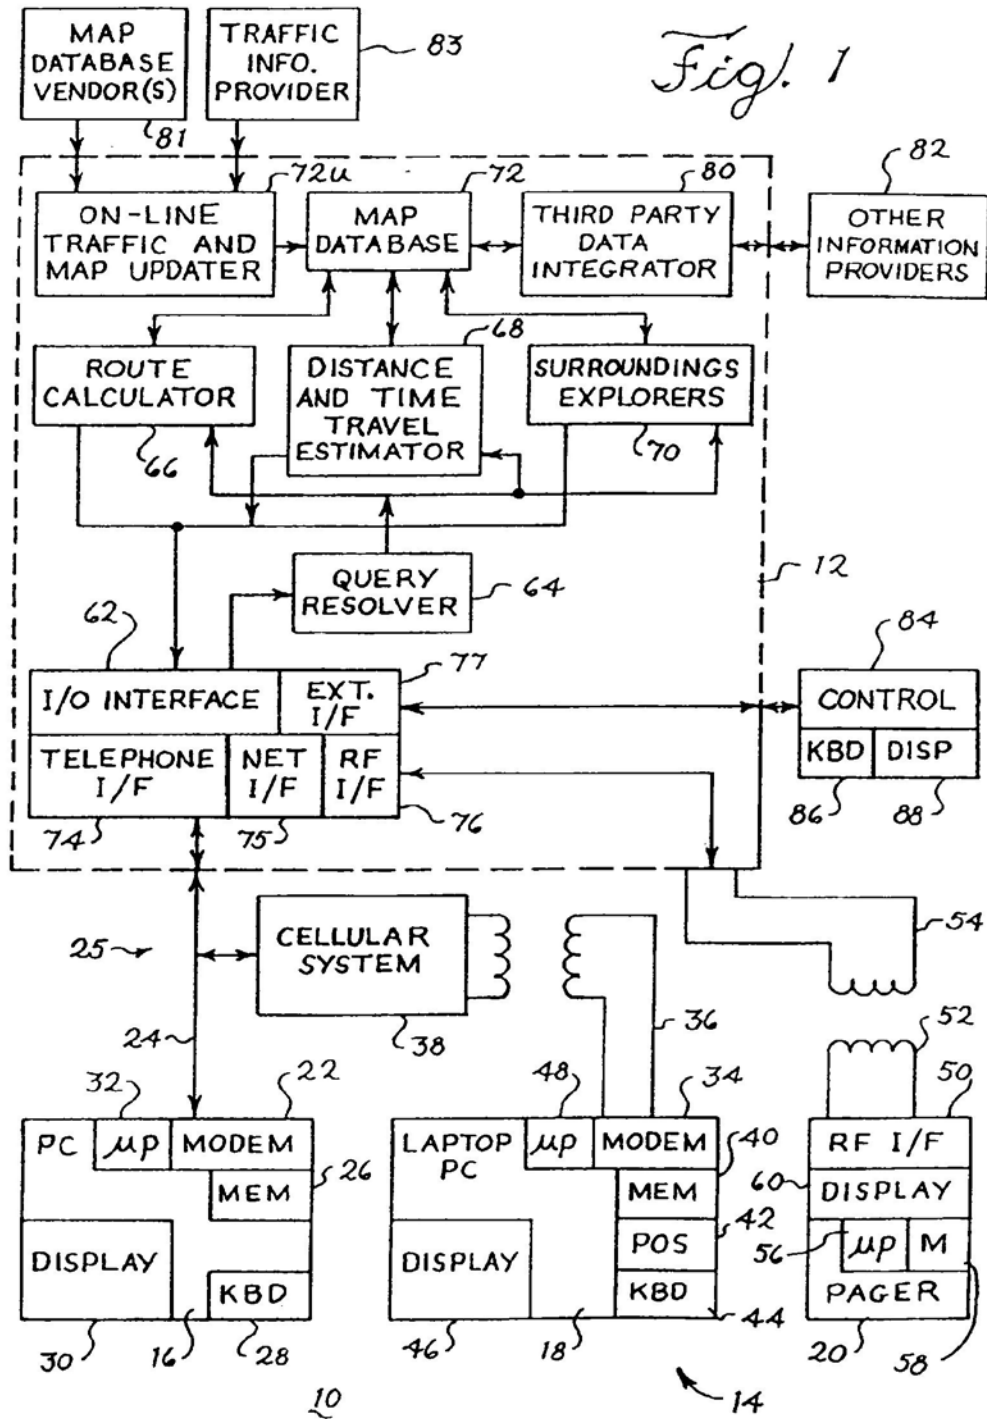 MAP
DATABASE
VENDOR(S)
TRAFFIC
INFO.
PROVIDER
83
Fig. 1
81
72u
72
80
82
ON-LINE
TRAFFIC AND
MAP UPDATER
MAP
DATABASE
THIRD PARTY
DATA
INTEGRATOR
OTHER
INFORMATION
PROVIDERS
68
ROUTE
CALCULATOR
DISTANCE
AND TIME
TRAVEL
ESTIMATOR
SURROUNDINGS
EXPLORERS
66
70
QUERY
RESOLVER
64
12
62
77
84
I/O INTERFACE
EXT.
I/F
CONTROL
TELEPHONE
I/F
NET
I/F
RF
I/F
KBD
DISP
74
75
76
86
88
25
CELLULAR
SYSTEM
54
24
38
36
52
32
22
48
34
50
PC
μp
MODEM
LAPTOP
PC
μp
MODEM
RF I/F
26
40
60
MEM
MEM
DISPLAY
42
DISPLAY
POS
56
μp
M
KBD
KBD
PAGER
44
30
16
28
46
18
20
58
10
14